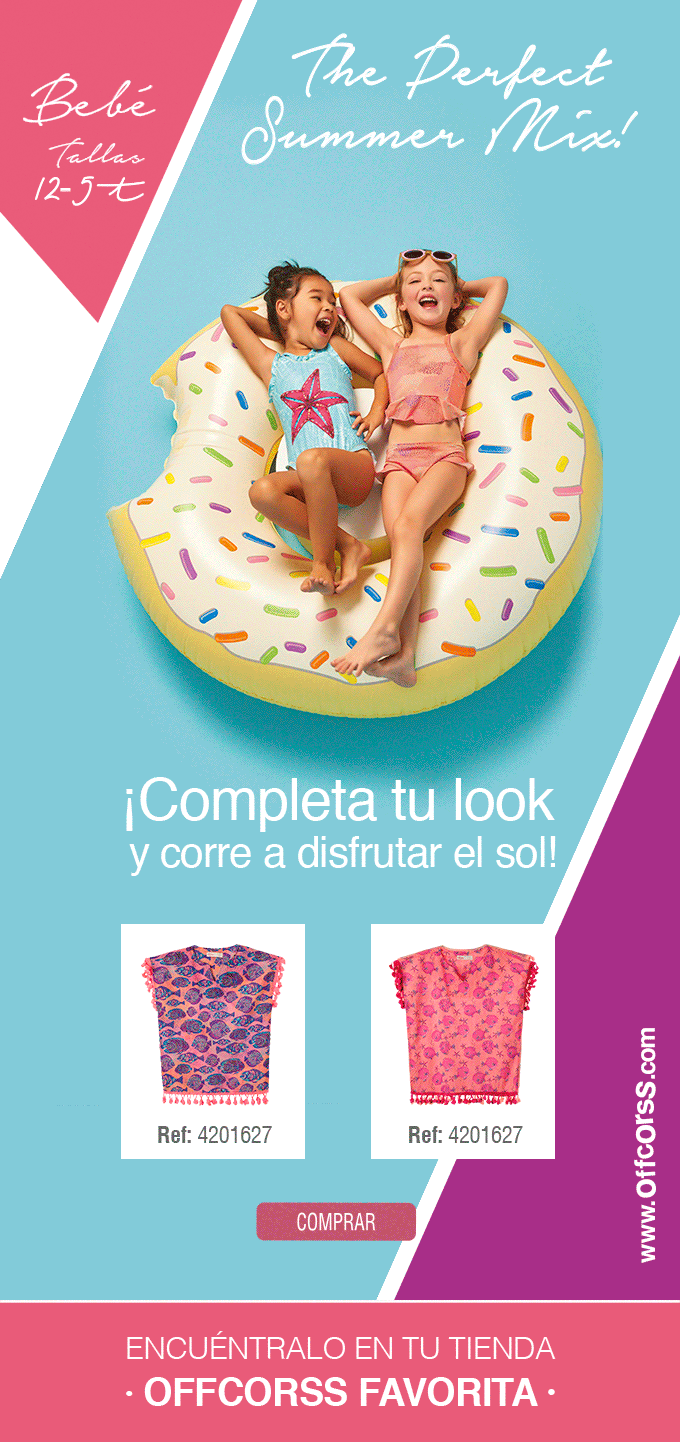 Bebé
Tallas
12-5t
The Perfect
Summer Mix!
¡Completa tu look
y corre a disfrutar el sol!
Ref: 4201627
Ref: 4201627
COMPRAR
www.Offcorss.com
ENCUÉNTRALO EN TU TIENDA
· OFFCORSS FAVORITA ·